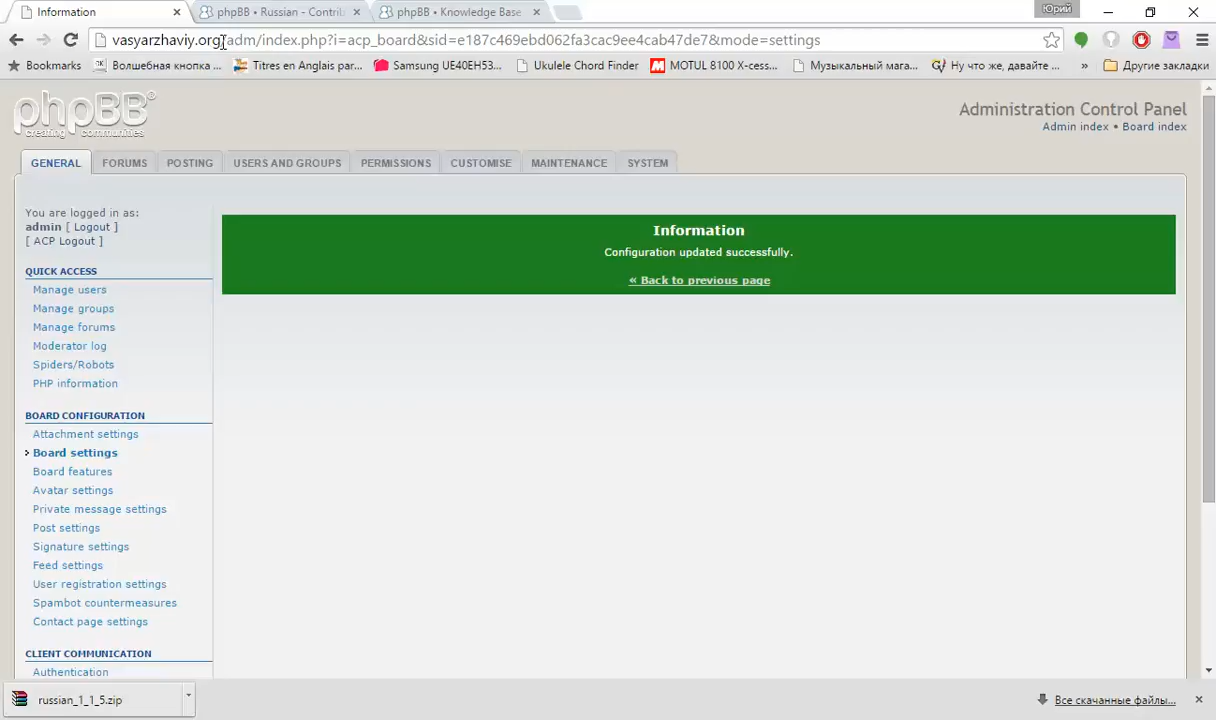 Information
phpBB • Russian - Contrib
phpBB • Knowledge Base
Юрий
vasyarzhaviy.org/adm/index.php?i=acp_board&sid=e187c469ebd062fa3cac9ee4cab47de7&mode=settings
Bookmarks
Волшебная кнопка ...
Titres en Anglais par...
Samsung UE40EH53...
Ukulele Chord Finder
MOTUL 8100 X-cess...
Музыкальный мага...
Ну что же, давайте ...
»
Другие закладки
phpBB®
creating communities
Administration Control Panel
Admin index • Board index
GENERAL
FORUMS
POSTING
USERS AND GROUPS
PERMISSIONS
CUSTOMISE
MAINTENANCE
SYSTEM
You are logged in as:
admin [ Logout ]
[ ACP Logout ]
QUICK ACCESS
Manage users
Manage groups
Manage forums
Moderator log
Spiders/Robots
PHP information
BOARD CONFIGURATION
Attachment settings
Board settings
Board features
Avatar settings
Private message settings
Post settings
Signature settings
Feed settings
User registration settings
Spambot countermeasures
Contact page settings
CLIENT COMMUNICATION
Authentication
Information
Configuration updated successfully.
« Back to previous page
russian_1_1_5.zip
Все скачанные файлы...